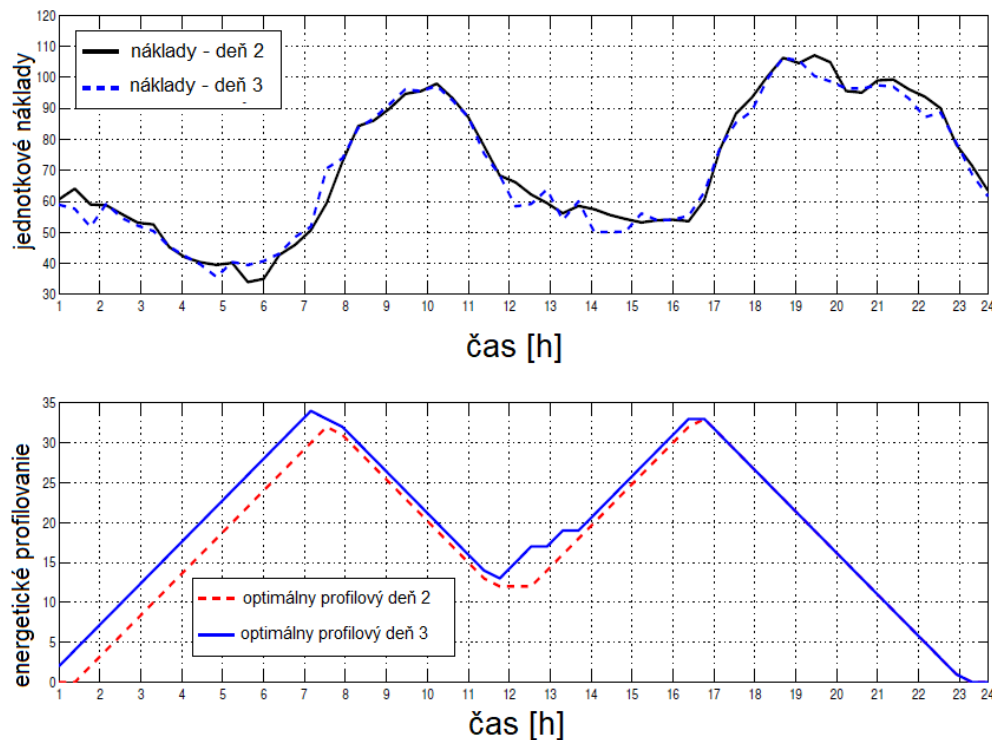 120
110
100
90
80
70
60
50
40
30
jednotkové náklady
náklady - deň 2
náklady - deň 3
1 2 3 4 5 6 7 8 9 10 11 12 13 14 15 16 17 18 19 20 21 22 23 24
čas [h]
35
30
25
20
15
10
5
0
energetické profilovanie
optimálny profilový deň 2
optimálny profilový deň 3
1 2 3 4 5 6 7 8 9 10 11 12 13 14 15 16 17 18 19 20 21 22 23 24
čas [h]